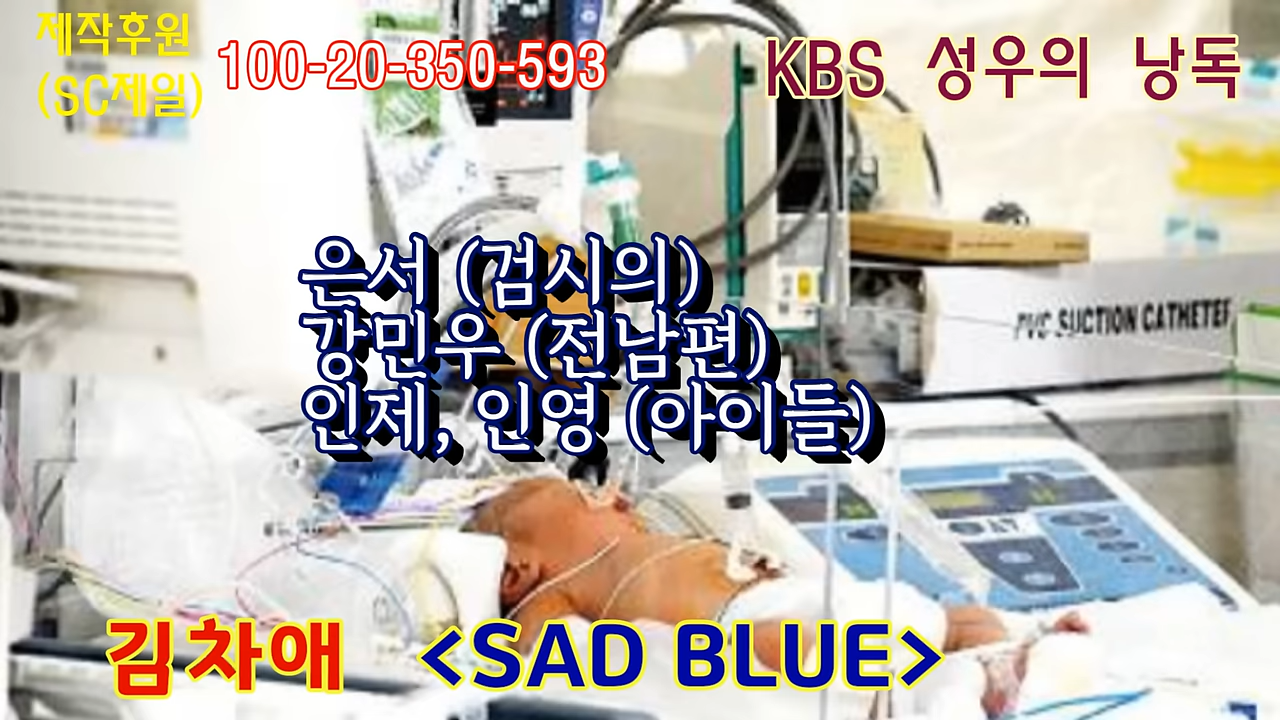 제작후원
(SC제일)
100-20-350-593
KBS 성우의 낭독
은서 (검시의)
강민우 (전남편)
인제, 인영 (아이들)
PVC SUCTION CATHETER
김차애 <SAD BLUE>